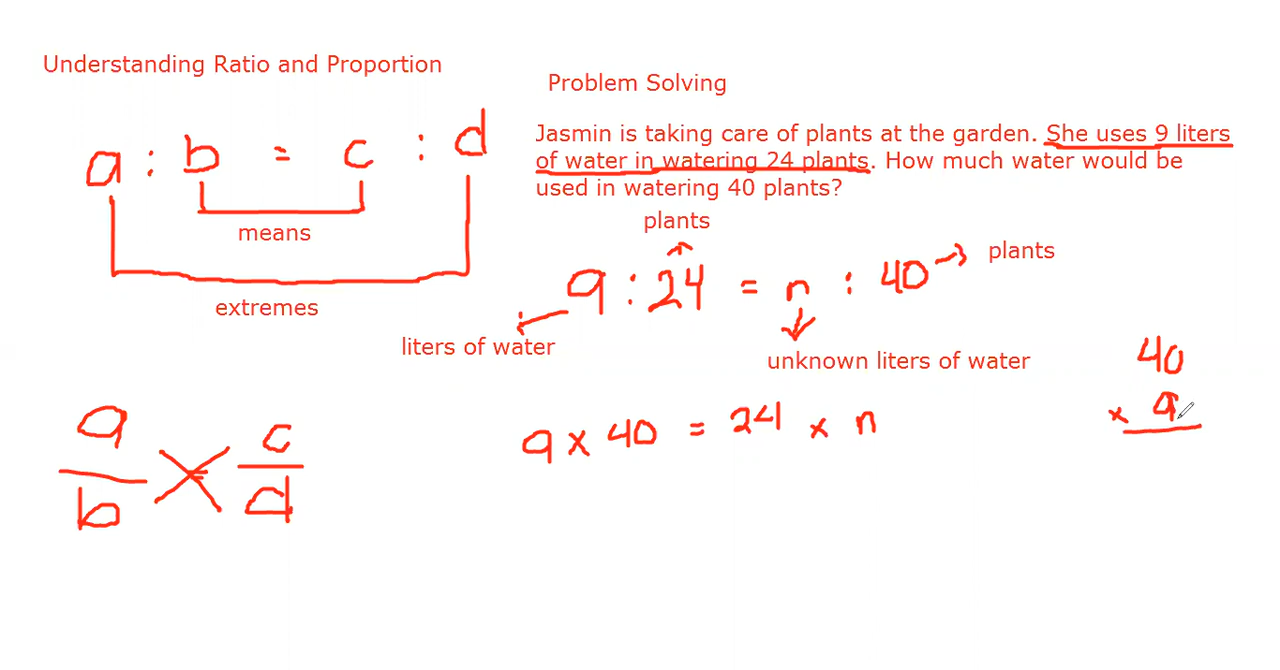 Understanding Ratio and Proportion
a : b = c : d
means
extremes
a
b
c
d
Problem Solving
Jasmin is taking care of plants at the garden. She uses 9 liters
of water in watering 24 plants. How much water would be
used in watering 40 plants?
plants
9 : 24 = n : 40
plants
liters of water
unknown liters of water
9 x 40 = 24 x n
40
x 9